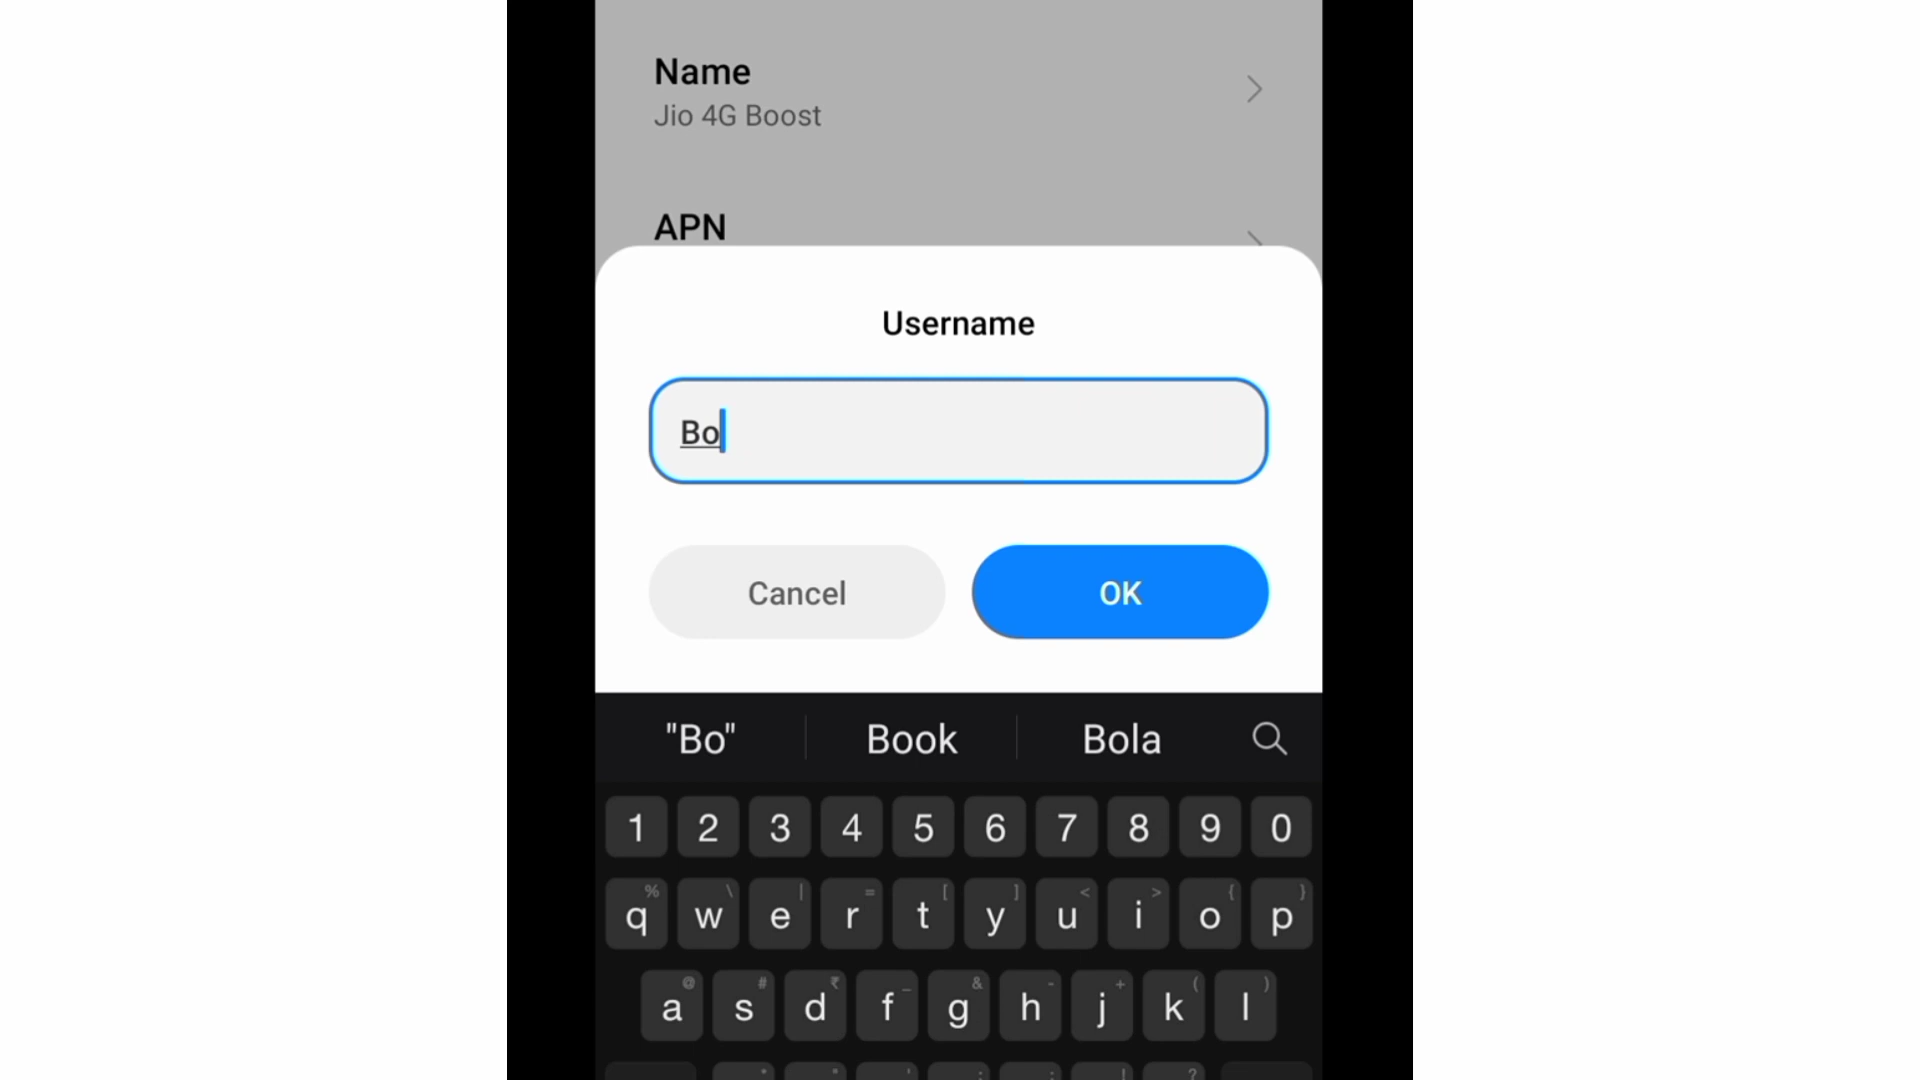 Name
Jio 4G Boost
APN
Username
Bo
Cancel OK
"Bo" Book Bola
1 2 3 4 5 6 7 8 9 0
% \ | = [ ] < > { }
q w e r t y u i o p
@ # ₹ _ & - + ( )
a s d f g h j k l